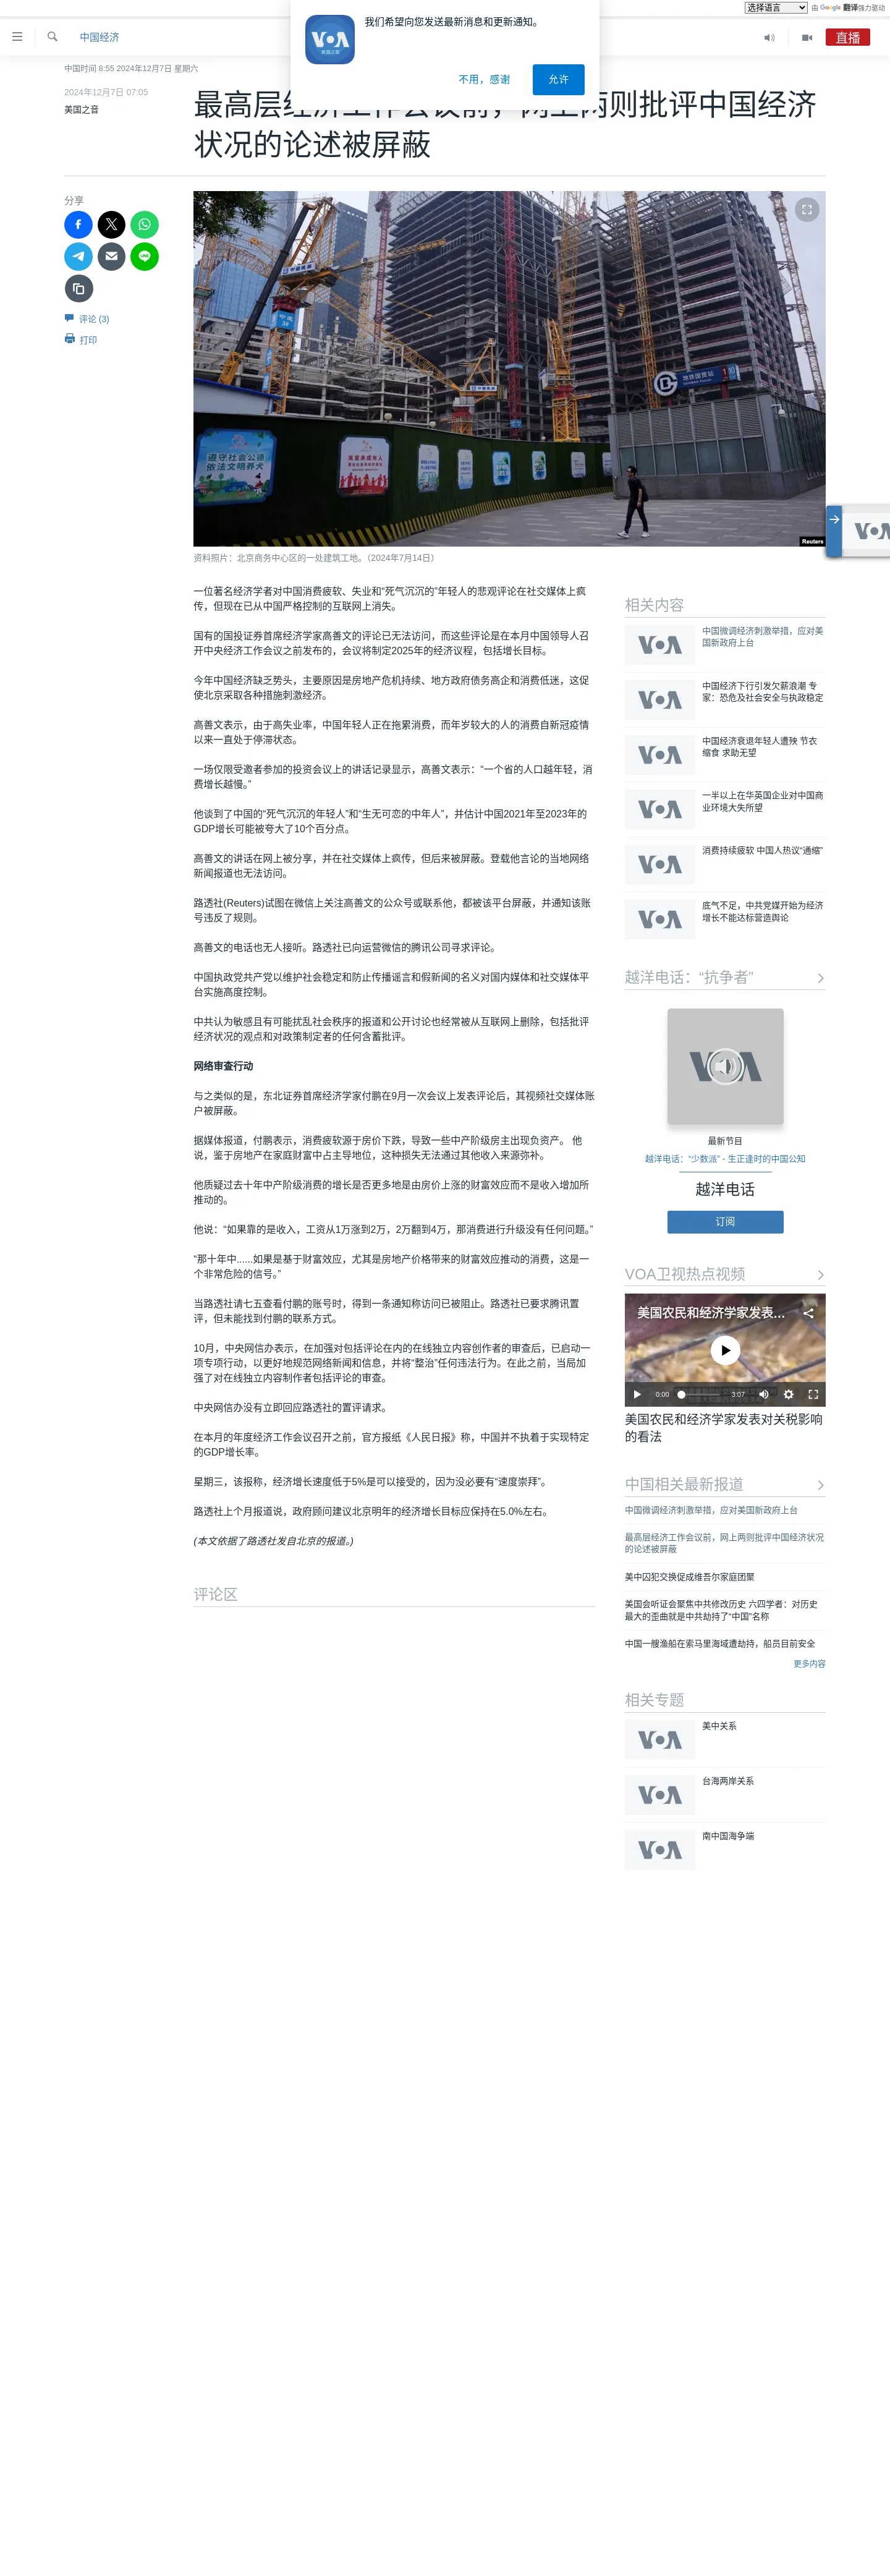 选择语言
由 Google 翻译强力驱动
我们希望向您发送最新消息和更新通知。
VOA
美国之音
不用，感谢
允许
中国经济
直播
中国时间 8:55 2024年12月7日 星期六
2024年12月7日 07:05
美国之音
状况的论述被屏蔽
分享
评论 (3)
打印
遵守社会公德
依法文明养犬
Reuters
资料照片：北京商务中心区的一处建筑工地。（2024年7月14日）
一位著名经济学者对中国消费疲软、失业和“死气沉沉的”年轻人的悲观评论在社交媒体上疯
传，但现在已从中国严格控制的互联网上消失。
国有的国投证券首席经济学家高善文的评论已无法访问，而这些评论是在本月中国领导人召
开中央经济工作会议之前发布的，会议将制定2025年的经济议程，包括增长目标。
今年中国经济缺乏势头，主要原因是房地产危机持续、地方政府债务高企和消费低迷，这促
使北京采取各种措施刺激经济。
高善文表示，由于高失业率，中国年轻人正在拖累消费，而年岁较大的人的消费自新冠疫情
以来一直处于停滞状态。
一场仅限受邀者参加的投资会议上的讲话记录显示，高善文表示：“一个省的人口越年轻，消
费增长越慢。”
他谈到了中国的“死气沉沉的年轻人”和“生无可恋的中年人”，并估计中国2021年至2023年的
GDP增长可能被夸大了10个百分点。
高善文的讲话在网上被分享，并在社交媒体上疯传，但后来被屏蔽。登载他言论的当地网络
新闻报道也无法访问。
路透社(Reuters)试图在微信上关注高善文的公众号或联系他，都被该平台屏蔽，并通知该账
号违反了规则。
高善文的电话也无人接听。路透社已向运营微信的腾讯公司寻求评论。
中国执政党共产党以维护社会稳定和防止传播谣言和假新闻的名义对国内媒体和社交媒体平
台实施高度控制。
中共认为敏感且有可能扰乱社会秩序的报道和公开讨论也经常被从互联网上删除，包括批评
经济状况的观点和对政策制定者的任何含蓄批评。
网络审查行动
与之类似的是，东北证券首席经济学家付鹏在9月一次会议上发表评论后，其视频社交媒体账
户被屏蔽。
据媒体报道，付鹏表示，消费疲软源于房价下跌，导致一些中产阶级房主出现负资产。 他
说，鉴于房地产在家庭财富中占主导地位，这种损失无法通过其他收入来源弥补。
他质疑过去十年中产阶级消费的增长是否更多地是由房价上涨的财富效应而不是收入增加所
推动的。
他说：“如果靠的是收入，工资从1万涨到2万，2万翻到4万，那消费进行升级没有任何问题。”
“那十年中......如果是基于财富效应，尤其是房地产价格带来的财富效应推动的消费，这是一
个非常危险的信号。”
当路透社请七五查看付鹏的账号时，得到一条通知称访问已被阻止。路透社已要求腾讯置
评，但未能找到付鹏的联系方式。
10月，中央网信办表示，在加强对包括评论在内的在线独立内容创作者的审查后，已启动一
项专项行动，以更好地规范网络新闻和信息，并将“整治”任何违法行为。在此之前，当局加
强了对在线独立内容制作者包括评论的审查。
中央网信办没有立即回应路透社的置评请求。
在本月的年度经济工作会议召开之前，官方报纸《人民日报》称，中国并不执着于实现特定
的GDP增长率。
星期三，该报称，经济增长速度低于5%是可以接受的，因为没必要有“速度崇拜”。
路透社上个月报道说，政府顾问建议北京明年的经济增长目标应保持在5.0%左右。
(本文依据了路透社发自北京的报道。)
评论区
相关内容
中国微调经济刺激举措，应对美
国新政府上台
中国经济下行引发欠薪浪潮 专
家：恐危及社会安全与执政稳定
中国经济衰退年轻人遭殃 节衣
缩食 求助无望
一半以上在华英国企业对中国商
业环境大失所望
消费持续疲软 中国人热议“通缩”
底气不足，中共党媒开始为经济
增长不能达标营造舆论
越洋电话：“抗争者”
最新节目
越洋电话：“少数派” - 生正逢时的中国公知
越洋电话
订阅
VOA卫视热点视频
美国农民和经济学家发表...
0:00
3:07
美国农民和经济学家发表对关税影响
的看法
中国相关最新报道
中国微调经济刺激举措，应对美国新政府上台
最高层经济工作会议前，网上两则批评中国经济状况
的论述被屏蔽
美中囚犯交换促成维吾尔家庭团聚
美国会听证会聚焦中共修改历史 六四学者：对历史
最大的歪曲就是中共劫持了“中国”名称
中国一艘渔船在索马里海域遭劫持，船员目前安全
更多内容
相关专题
美中关系
台海两岸关系
南中国海争端